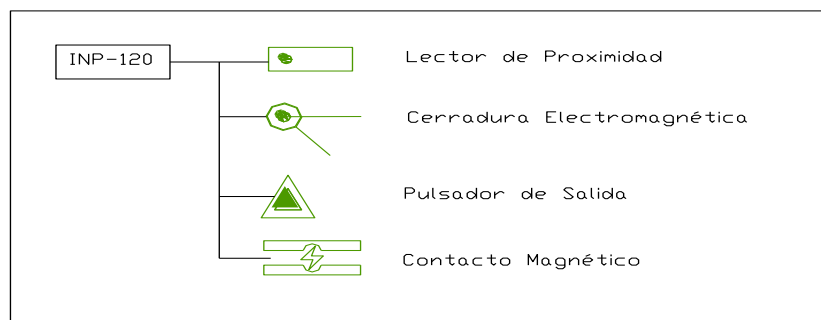 INP-120
Lector de Proximidad
Cerradura Electromagnética
Pulsador de Salida
Contacto Magnético